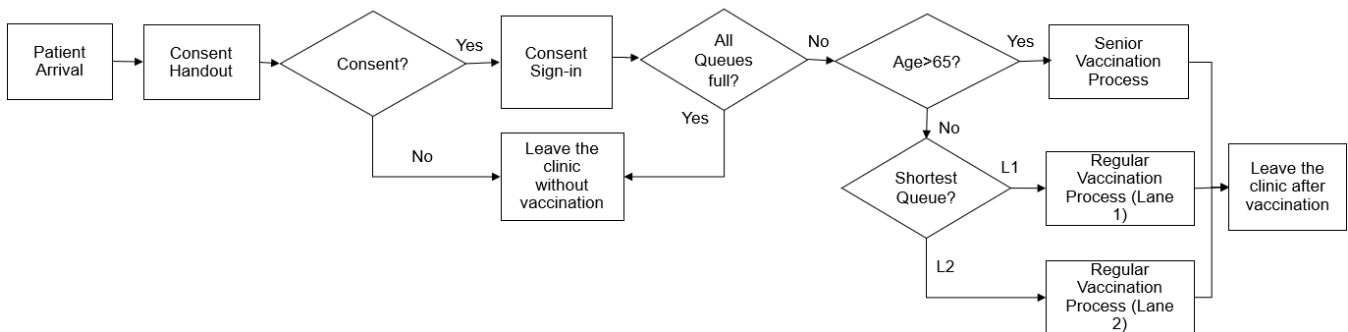 Patient
Arrival
Consent
Handout
Consent?
Yes
No
Consent
Sign-in
Leave the
clinic
without
vaccination
All
Queues
full?
Yes
No
Age>65?
Yes
No
Senior
Vaccination
Process
Shortest
Queue?
L1
L2
Regular
Vaccination
Process (Lane
1)
Regular
Vaccination
Process (Lane
2)
Leave the
clinic after
vaccination